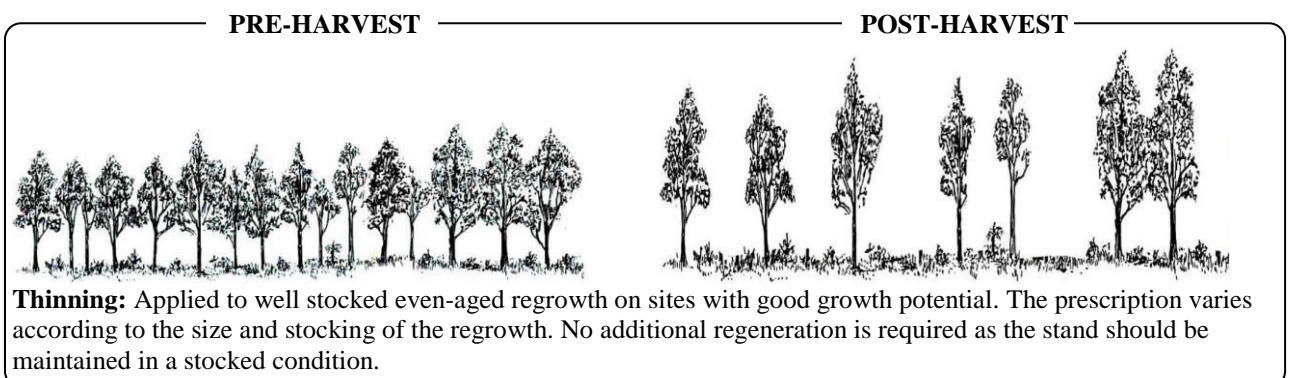 PRE-HARVEST POST-HARVEST
Thinning: Applied to well stocked even-aged regrowth on sites with good growth potential. The prescription varies
according to the size and stocking of the regrowth. No additional regeneration is required as the stand should be
maintained in a stocked condition.